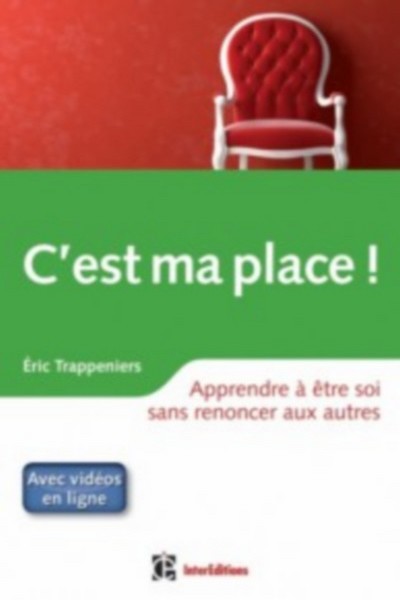 C'est ma place !
Éric Trappeniers
Apprendre à être soi
sans renoncer aux autres
Avec vidéos
en ligne
InterEditions